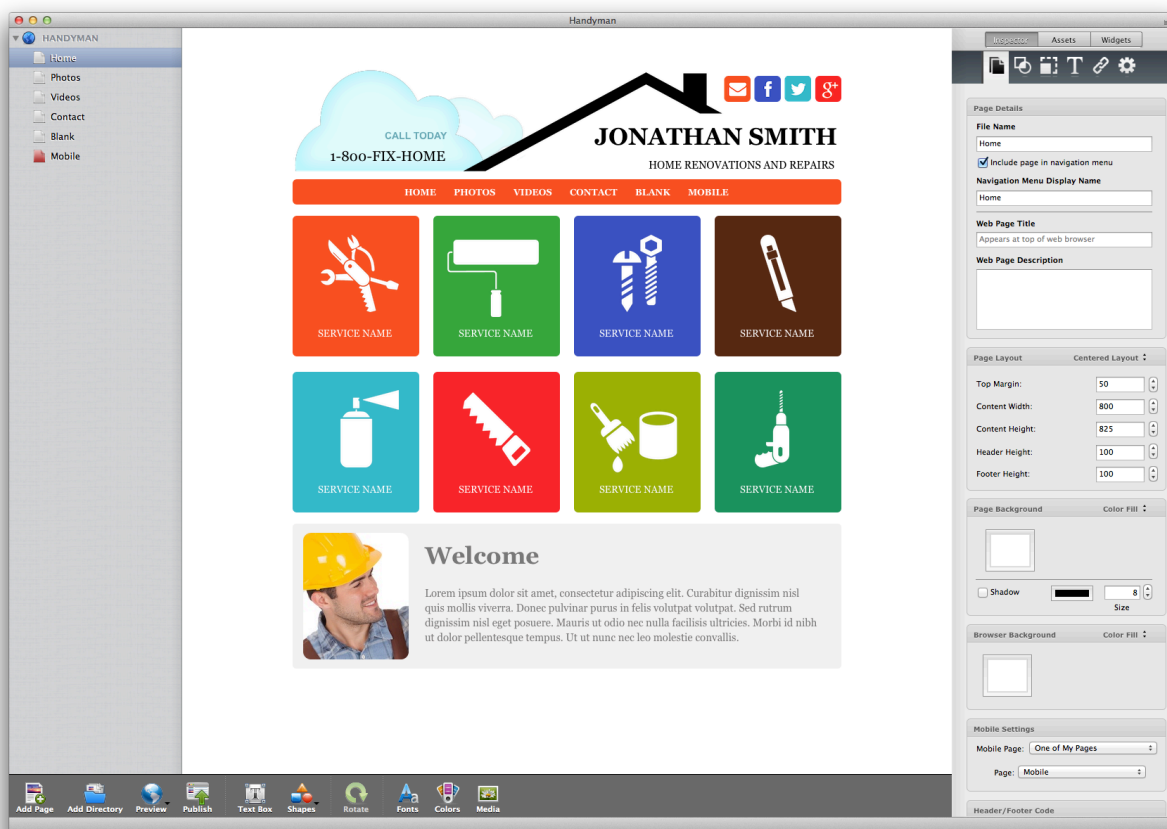 Handyman
HANDYMAN
Home
Photos
Videos
Contact
Blank
Mobile
CALL TODAY
1-800-FIX-HOME
JONATHAN SMITH
HOME RENOVATIONS AND REPAIRS
HOME PHOTOS VIDEOS CONTACT BLANK MOBILE
SERVICE NAME SERVICE NAME SERVICE NAME SERVICE NAME
SERVICE NAME SERVICE NAME SERVICE NAME SERVICE NAME
Welcome
Lorem ipsum dolor sit amet, consectetur adipiscing elit. Curabitur dignissim nisl
quis mollis viverra. Donec pulvinar purus in felis volutpat volutpat. Sed rutrum
dignissim nisl eget posuere. Mauris ut odio nec nulla facilisis ultricies. Morbi id nibh
ut dolor pellentesque tempus. Ut ut nunc nec leo molestie convallis.
Inspector Assets Widgets
Page Details
File Name
Home
Include page in navigation menu
Navigation Menu Display Name
Home
Web Page Title
Appears at top of web browser
Web Page Description
Page Layout Centered Layout
Top Margin: 50
Content Width: 800
Content Height: 825
Header Height: 100
Footer Height: 100
Page Background Color Fill
Shadow 8
Size
Browser Background Color Fill
Mobile Settings
Mobile Page: One of My Pages
Page: Mobile
Header/Footer Code
Add Page Add Directory Preview Publish Text Box Shapes Rotate Fonts Colors Media